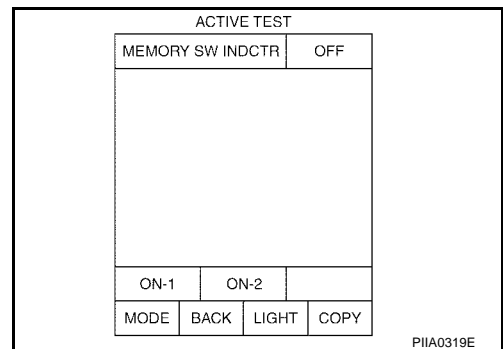 ACTIVE TEST
MEMORY SW INDCTR OFF
ON-1 ON-2
MODE BACK LIGHT COPY
PIIA0319E